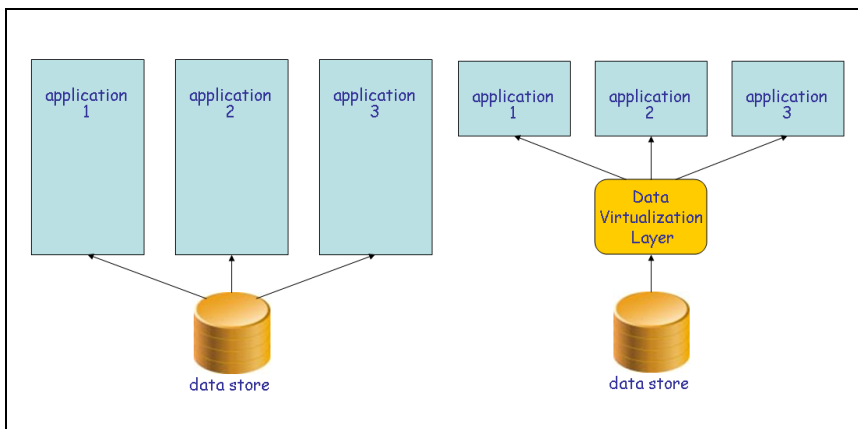 application
1
application
2
application
3
data store
application
1
application
2
application
3
Data
Virtualization
Layer
data store